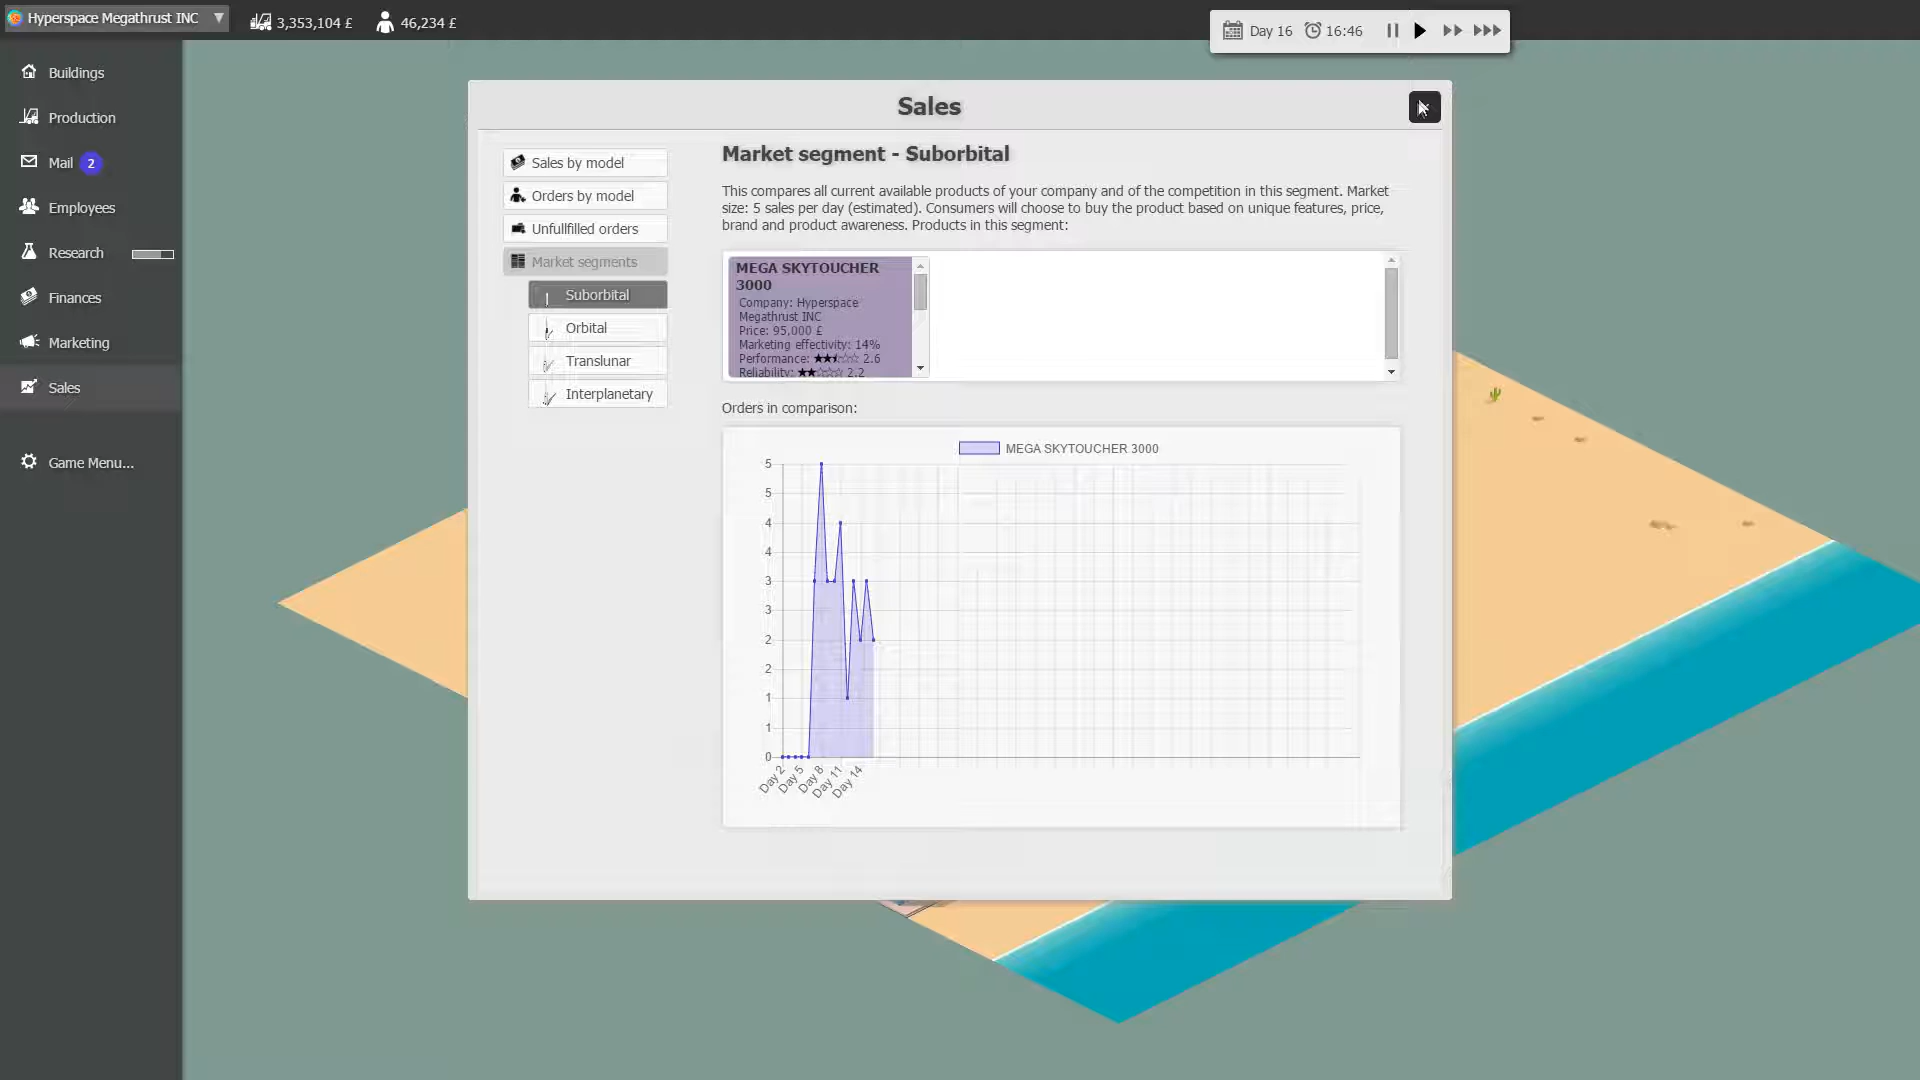 Hyperspace Megathrust INC
3,353,104 £
46,234 £
Day 16
16:46
Buildings
Production
Mail 2
Employees
Research
Finances
Marketing
Sales
Game Menu...
Sales
Sales by model
Orders by model
Unfullfilled orders
Market segments
Suborbital
Orbital
Translunar
Interplanetary
Market segment - Suborbital
This compares all current available products of your company and of the competition in this segment. Market
size: 5 sales per day (estimated). Consumers will choose to buy the product based on unique features, price,
brand and product awareness. Products in this segment:
MEGA SKYTOUCHER
3000
Company: Hyperspace
Megathrust INC
Price: 95,000 £
Marketing effectivity: 14%
Performance: ★★☆☆☆ 2.6
Reliability: ★★☆☆☆ 2.2
Orders in comparison:
MEGA SKYTOUCHER 3000
5
5
4
4
3
3
2
2
1
1
0
Day 2
Day 5
Day 8
Day 11
Day 14